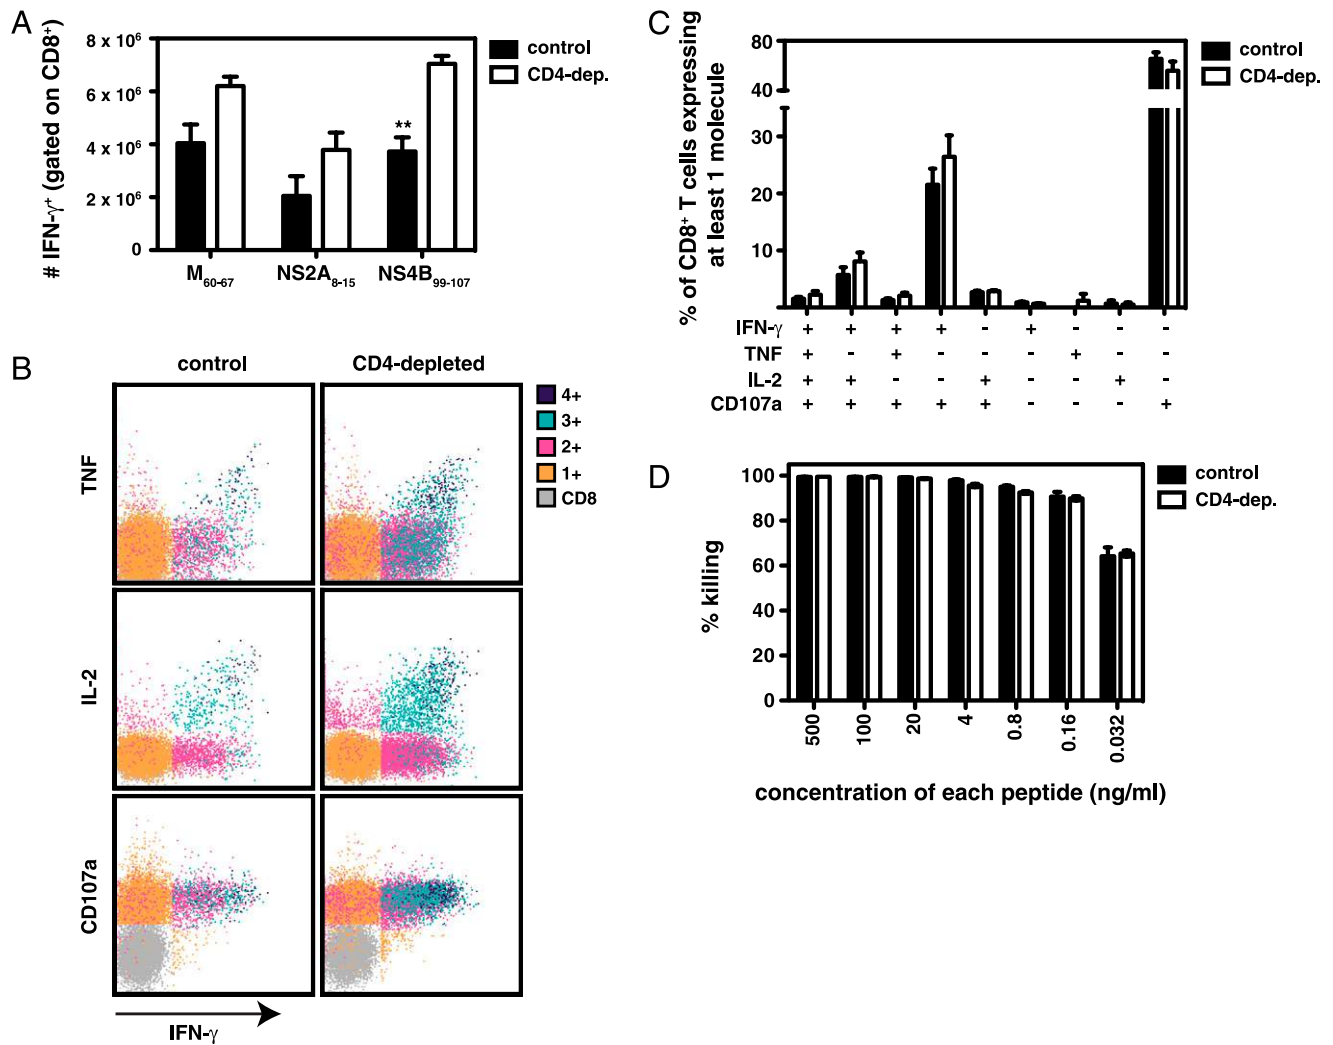 A
# IFN-γ⁺ (gated on CD8⁺)
8 x 10⁶
6 x 10⁶
4 x 10⁶
2 x 10⁶
0
**
M₆₀₋₆₇ NS2A₈₋₁₅ NS4B₉₉₋₁₀₇
control
CD4-dep.
B
control CD4-depleted
TNF
IL-2
CD107a
IFN-γ
4+
3+
2+
1+
CD8
C
% of CD8⁺ T cells expressing
at least 1 molecule
80
40
30
20
10
control
CD4-dep.
IFN-γ + + + + - + - - -
TNF + - + - - - + - -
IL-2 + + - - + - - + -
CD107a + + + + + - - - +
D
% killing
100
80
60
40
20
0
500 100 20 4 0.8 0.16 0.032
concentration of each peptide (ng/ml)
control
CD4-dep.